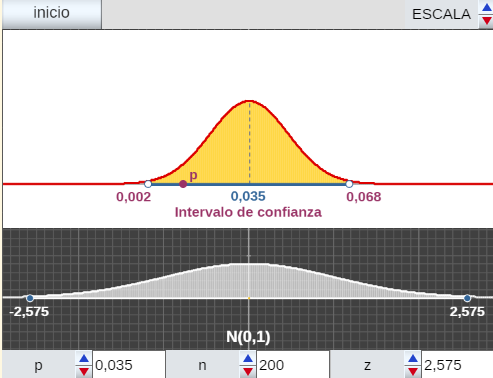 inicio
ESCALA
p
0,002
0,035
0,068
Intervalo de confianza
-2,575
2,575
N(0,1)
p 0,035 n 200 z 2,575